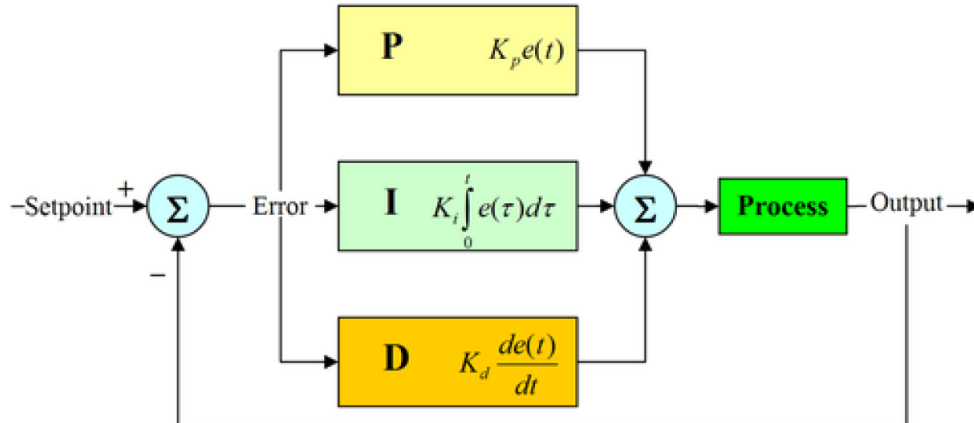 P K_p e(t)
–Setpoint + Σ Error I K_i ∫_0^t e(τ)dτ Σ Process Output
−
D K_d de(t)/dt